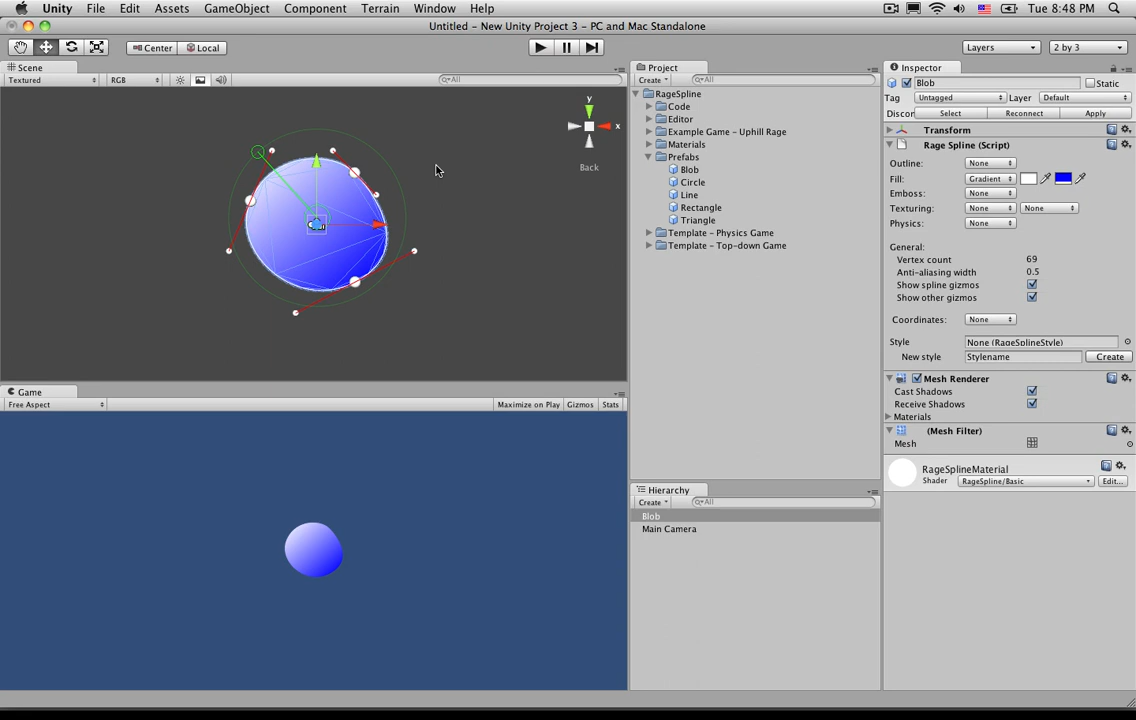 Unity File Edit Assets GameObject Component Terrain Window Help Tue 8:48 PM
Untitled - New Unity Project 3 - PC and Mac Standalone
Center Local Layers 2 by 3
Scene
Textured RGB All
y
x
Back
Game
Free Aspect Maximize on Play Gizmos Stats
Project
Create All
RageSpline
Code
Editor
Example Game - Uphill Rage
Materials
Prefabs
Blob
Circle
Line
Rectangle
Triangle
Template - Physics Game
Template - Top-down Game
Hierarchy
Create All
Blob
Main Camera
Inspector
Blob Static
Tag Untagged Layer Default
Discon Select Reconnect Apply
Transform
Rage Spline (Script)
Outline: None
Fill: Gradient
Emboss: None
Texturing: None None
Physics: None
General:
Vertex count 69
Anti-aliasing width 0.5
Show spline gizmos
Show other gizmos
Coordinates: None
Style None (RageSplineStyle)
New style Stylename Create
Mesh Renderer
Cast Shadows
Receive Shadows
Materials
(Mesh Filter)
Mesh
RageSplineMaterial
Shader RageSpline/Basic Edit...